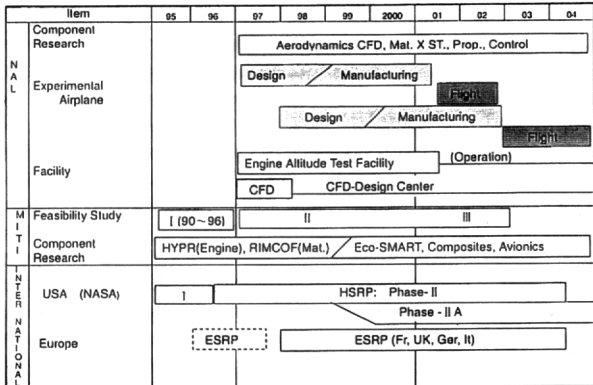 Item 95 96 97 98 99 2000 01 02 03 04
NAL
Component Research
Aerodynamics CFD, Mat. X ST., Prop., Control
Experimental Airplane
Design Manufacturing
Flight
Design Manufacturing
Flight
Facility
Engine Altitude Test Facility (Operation)
CFD CFD-Design Center
MITI
Feasibility Study I (90~96) II III
Component Research
HYPR(Engine), RIMCOF(Mat.) Eco-SMART, Composites, Avionics
INTERNATIONAL
USA (NASA) I HSRP: Phase-II
Phase - II A
Europe ESRP ESRP (Fr, UK, Ger, It)